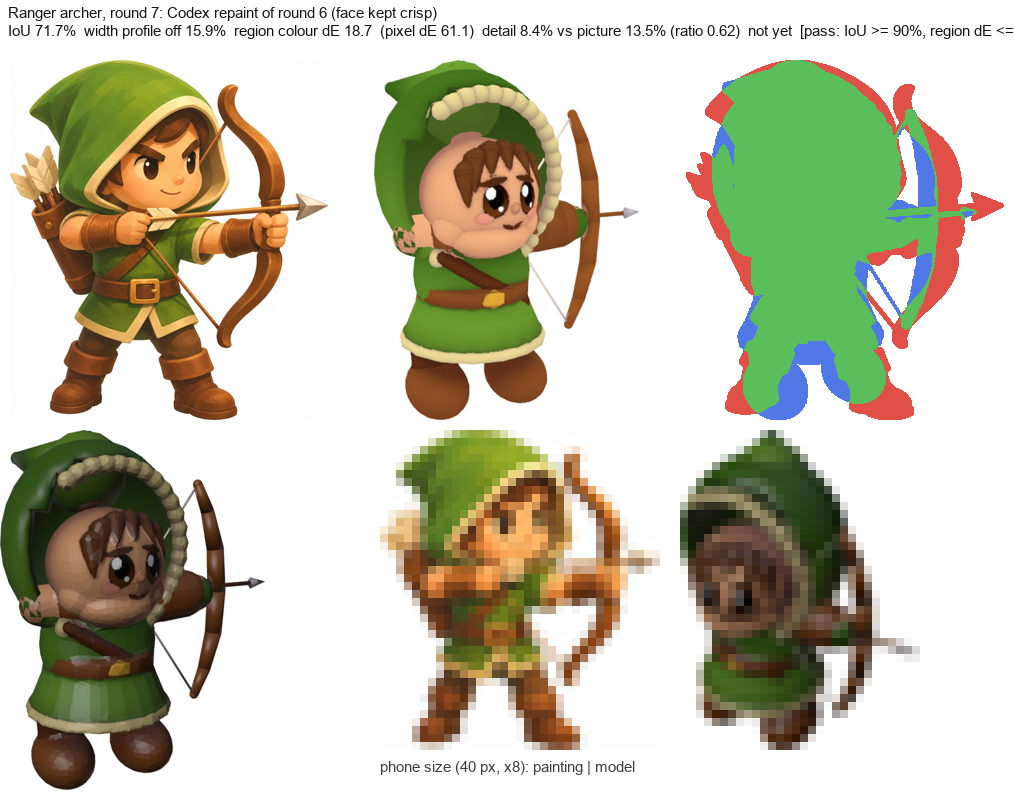 Ranger archer, round 7: Codex repaint of round 6 (face kept crisp)
IoU 71.7%  width profile off 15.9%  region colour dE 18.7  (pixel dE 61.1)  detail 8.4% vs picture 13.5% (ratio 0.62)  not yet  [pass: IoU >= 90%, region dE <=
phone size (40 px, x8): painting | model